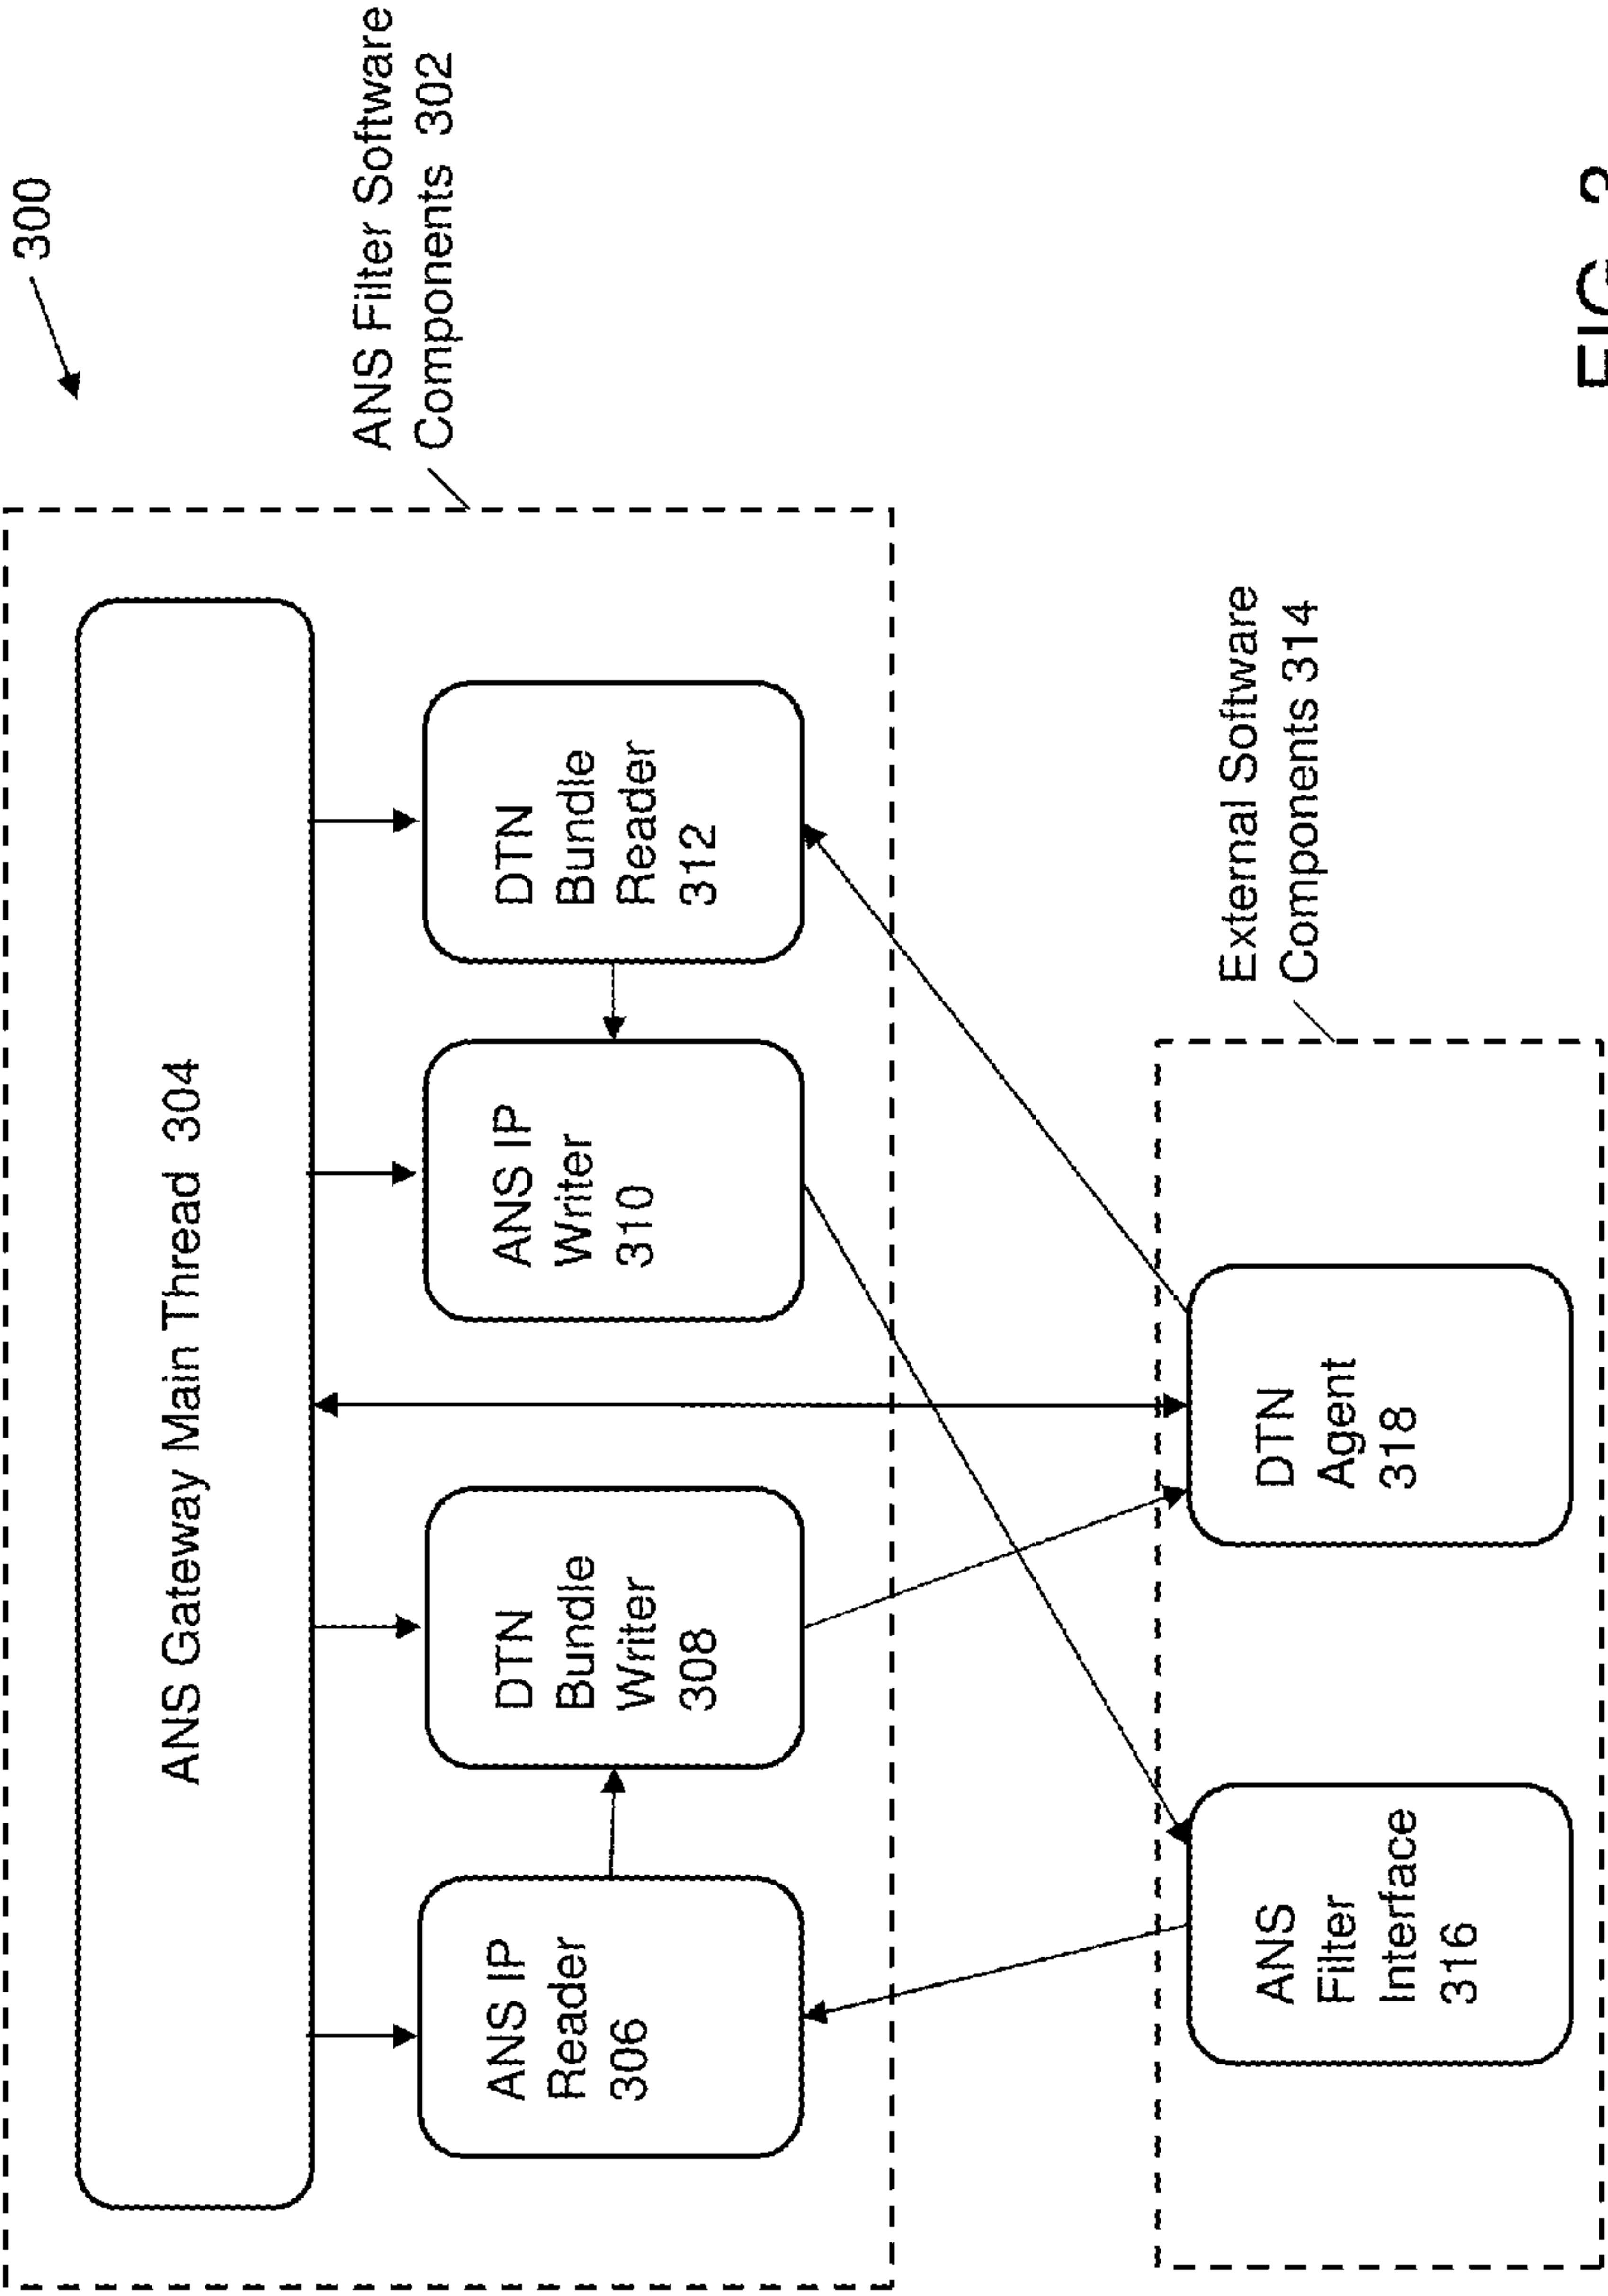 300
ANS Filter Software
Components 302
ANS Gateway Main Thread 304
ANS IP
Reader
306
DTN
Bundle
Writer
308
ANS IP
Writer
310
DTN
Bundle
Reader
312
External Software
Components 314
ANS
Filter
Interface
316
DTN
Agent
318
FIG.